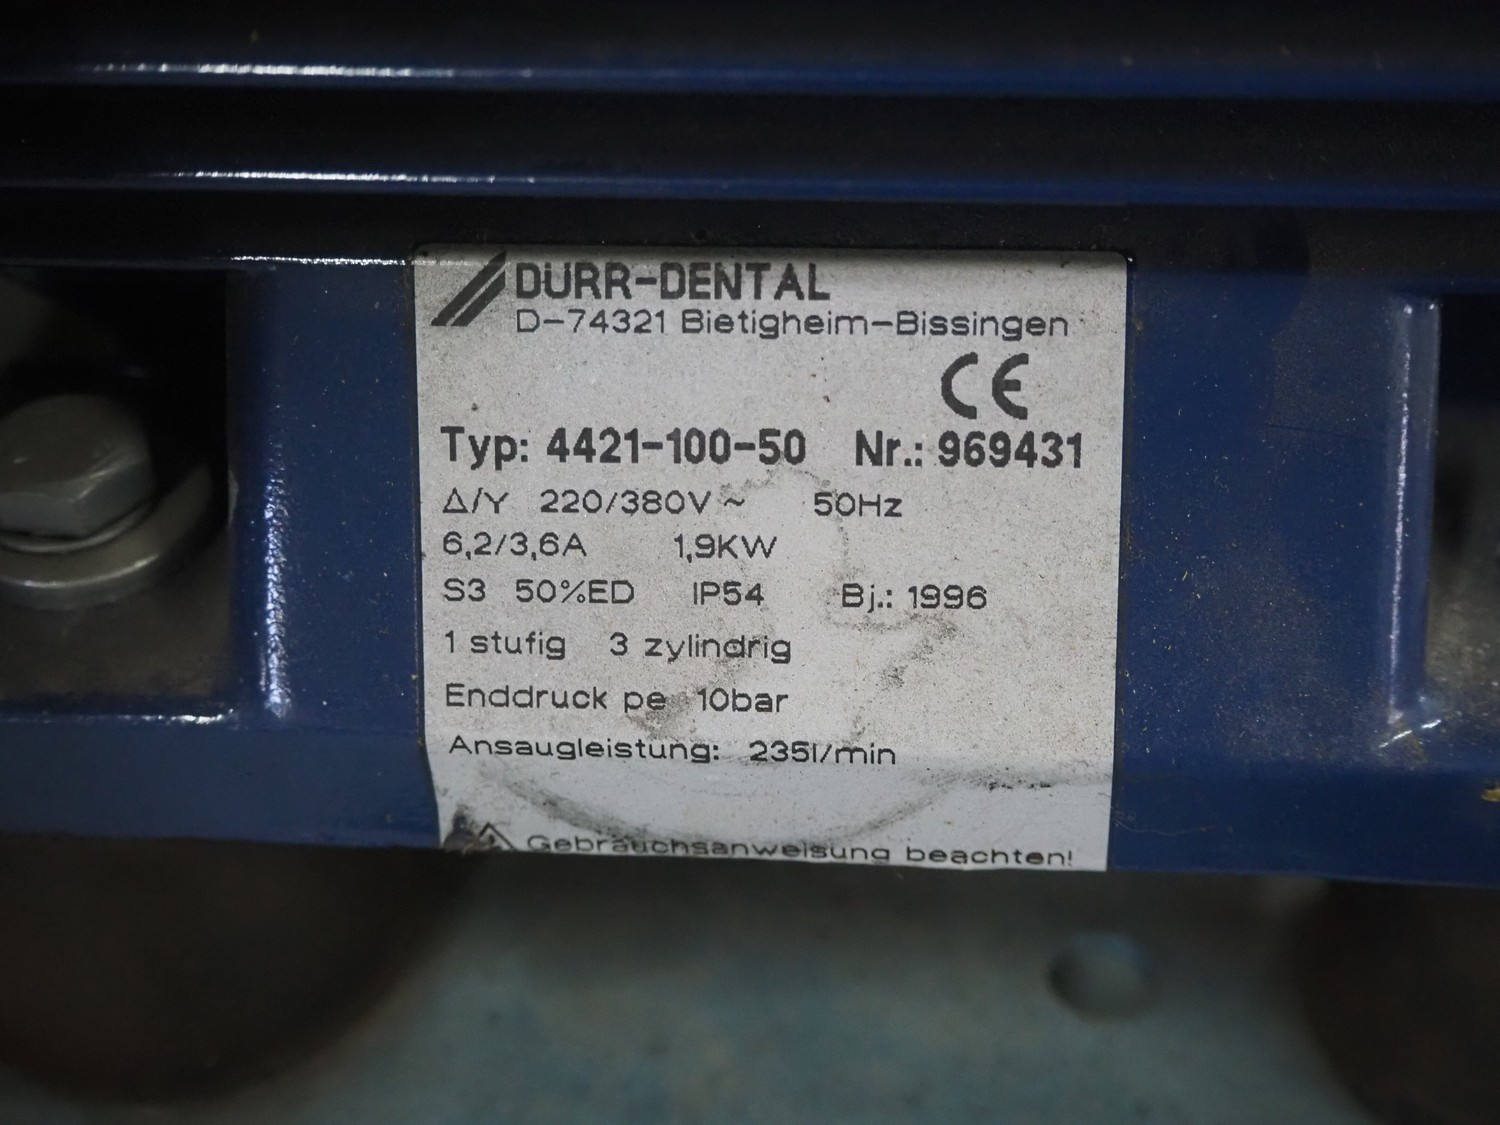 DÜRR-DENTAL
D-74321 Bietigheim-Bissingen
CE
Typ: 4421-100-50 Nr.: 969431
Δ/Y 220/380V ~ 50Hz
6,2/3,6A 1,9KW
S3 50%ED IP54 Bj.: 1996
1 stufig 3 zylindrig
Enddruck pe 10bar
Ansaugleistung: 235l/min
Gebrauchsanweisung beachten!